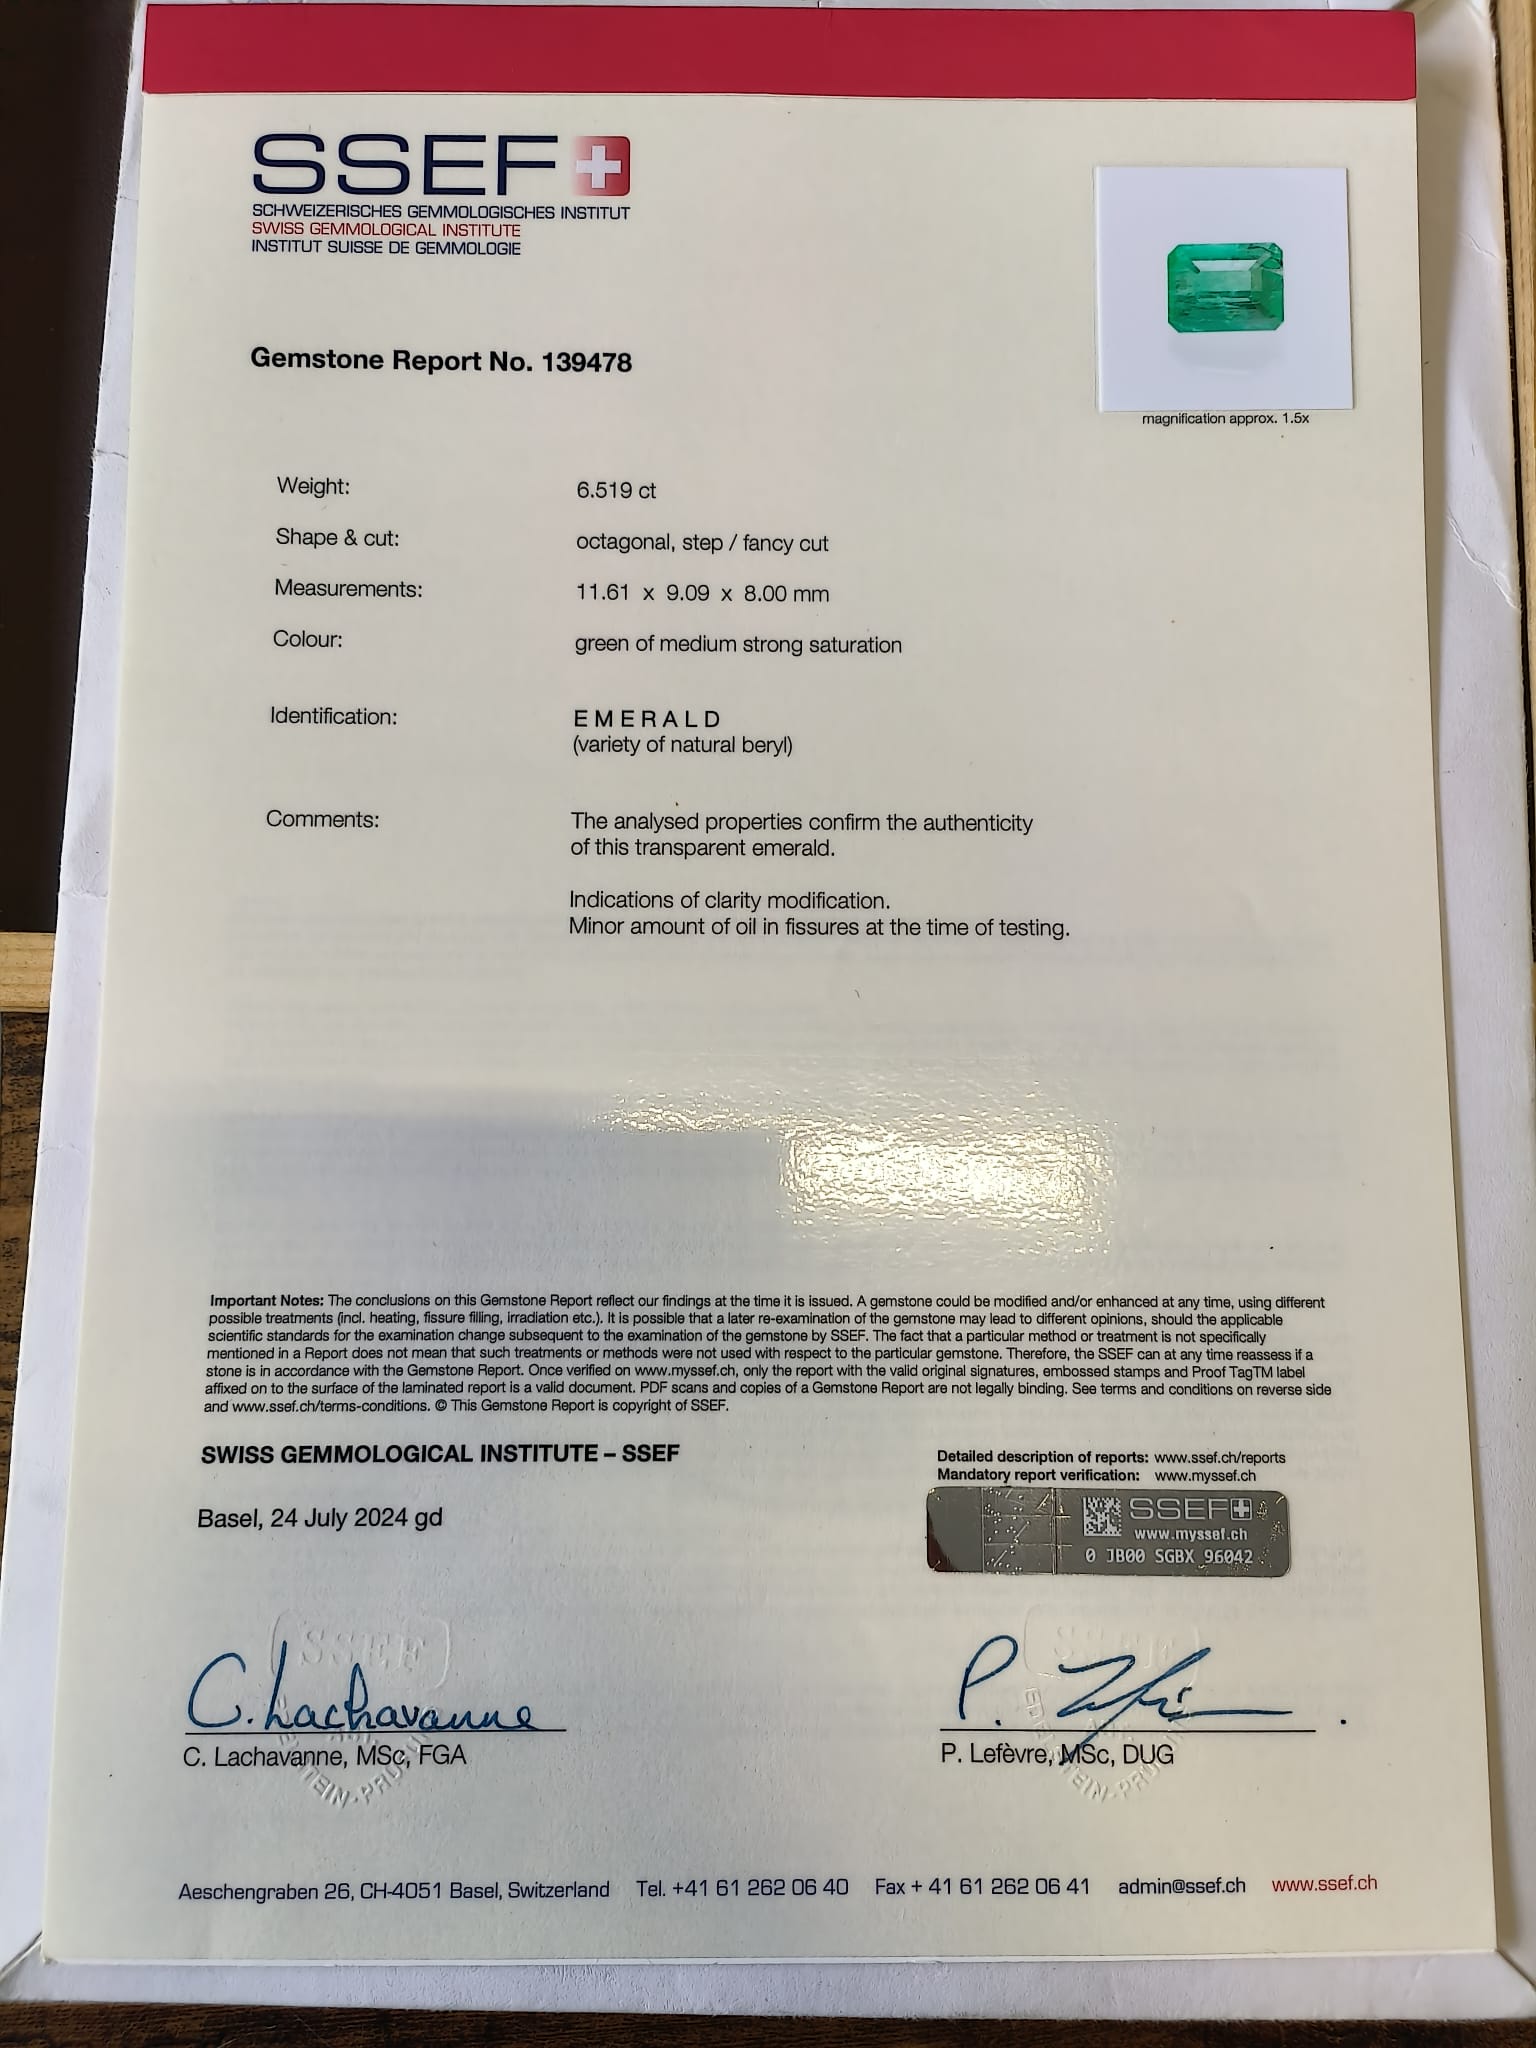 SSEF
SCHWEIZERISCHES GEMMOLOGISCHES INSTITUT
SWISS GEMMOLOGICAL INSTITUTE
INSTITUT SUISSE DE GEMMOLOGIE
magnification approx. 1.5x
Gemstone Report No. 139478
Weight: 6.519 ct
Shape & cut: octagonal, step / fancy cut
Measurements: 11.61 x 9.09 x 8.00 mm
Colour: green of medium strong saturation
Identification: EMERALD
(variety of natural beryl)
Comments: The analysed properties confirm the authenticity
of this transparent emerald.
Indications of clarity modification.
Minor amount of oil in fissures at the time of testing.
Important Notes: The conclusions on this Gemstone Report reflect our findings at the time it is issued. A gemstone could be modified and/or enhanced at any time, using different
possible treatments (incl. heating, fissure filling, irradiation etc.). It is possible that a later re-examination of the gemstone may lead to different opinions, should the applicable
scientific standards for the examination change subsequent to the examination of the gemstone by SSEF. The fact that a particular method or treatment is not specifically
mentioned in a Report does not mean that such treatments or methods were not used with respect to the particular gemstone. Therefore, the SSEF can at any time reassess if a
stone is in accordance with the Gemstone Report. Once verified on www.myssef.ch, only the report with the valid original signatures, embossed stamps and Proof TagTM label
affixed on to the surface of the laminated report is a valid document. PDF scans and copies of a Gemstone Report are not legally binding. See terms and conditions on reverse side
and www.ssef.ch/terms-conditions. © This Gemstone Report is copyright of SSEF.
SWISS GEMMOLOGICAL INSTITUTE – SSEF
Basel, 24 July 2024 gd
Detailed description of reports: www.ssef.ch/reports
Mandatory report verification: www.myssef.ch
SSEF
www.myssef.ch
0 JB00 SGBX 96042
SSEF
SSEF
C. Lachavanne
C. Lachavanne, MSc, FGA
P. Lefèvre, MSc, DUG
Aeschengraben 26, CH-4051 Basel, Switzerland Tel. +41 61 262 06 40 Fax + 41 61 262 06 41 admin@ssef.ch www.ssef.ch